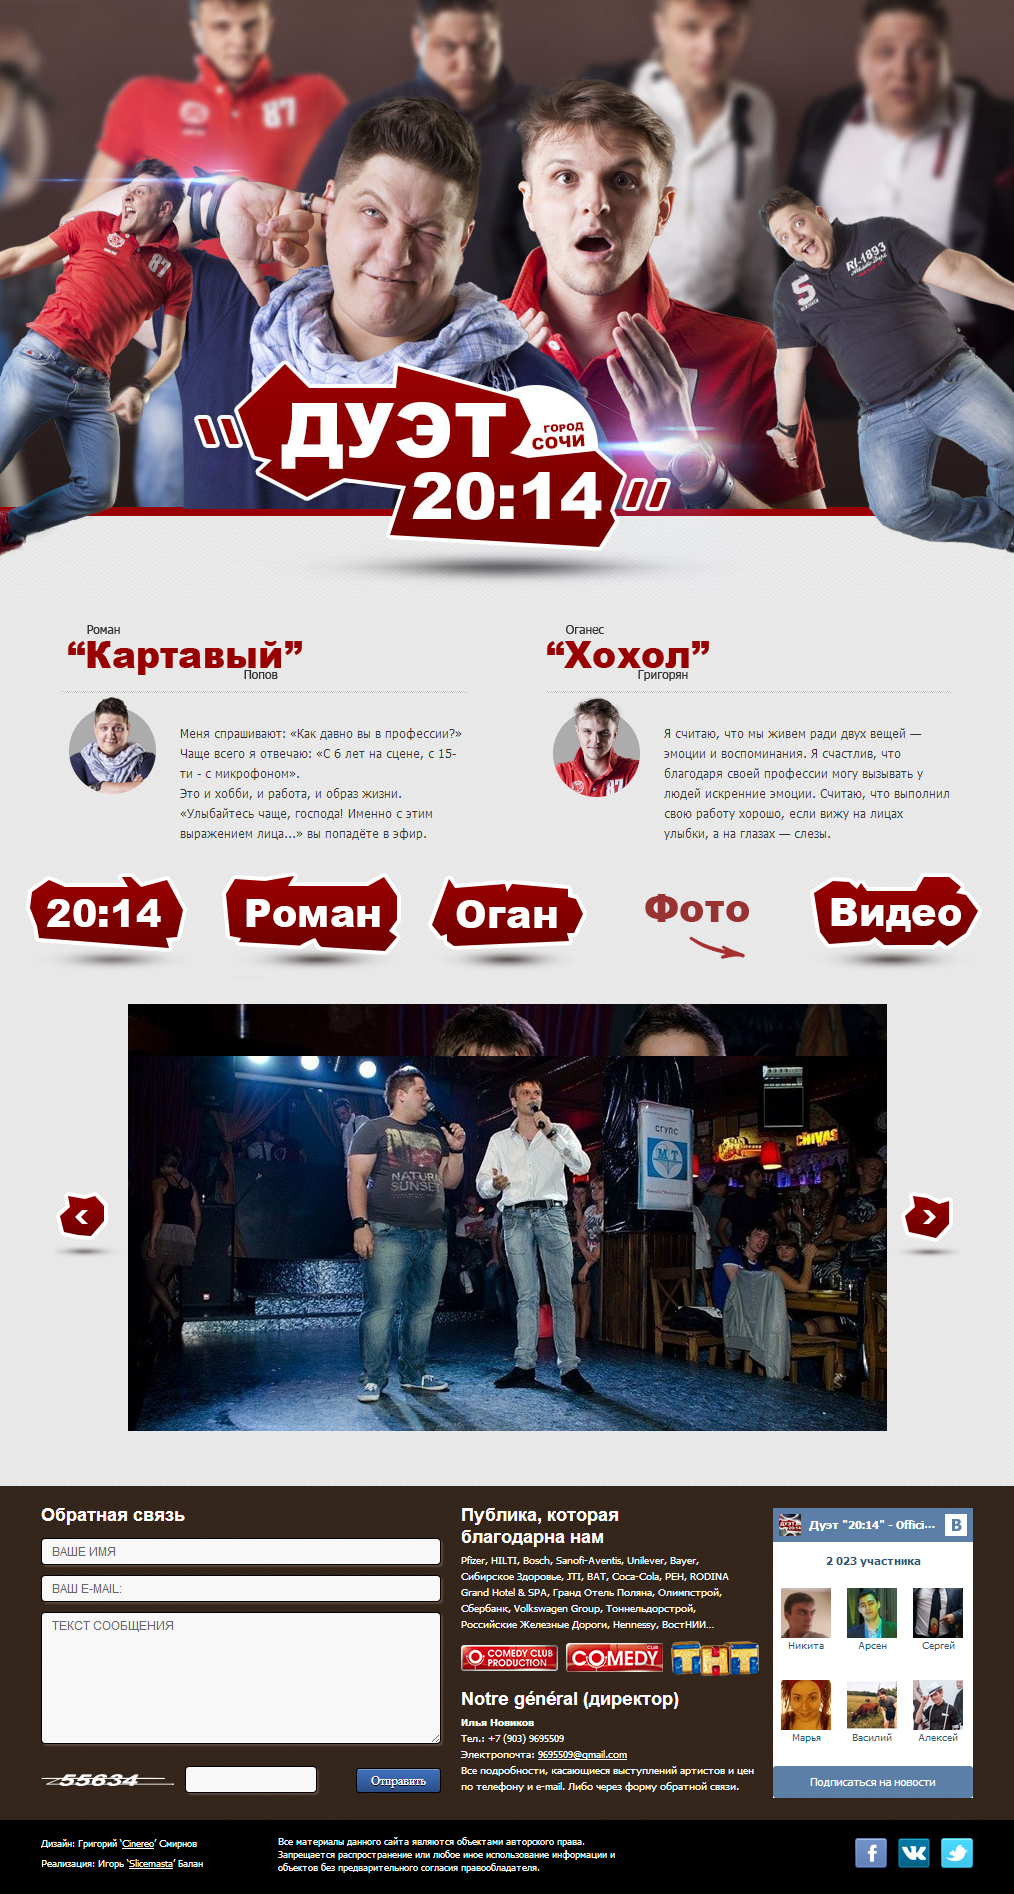 87
RI-1893
87
5
ДУЭТ
ГОРОД
СОЧИ
20:14
Роман
“Картавый”
Попов
Оганес
“Хохол”
Григорян
Меня спрашивают: «Как давно вы в профессии?»
Чаще всего я отвечаю: «С 6 лет на сцене, с 15-
ти - с микрофоном».
Это и хобби, и работа, и образ жизни.
«Улыбайтесь чаще, господа! Именно с этим
выражением лица...» вы попадёте в эфир.
Я считаю, что мы живем ради двух вещей —
эмоции и воспоминания. Я счастлив, что
благодаря своей профессии могу вызывать у
людей искренние эмоции. Считаю, что выполнил
свою работу хорошо, если вижу на лицах
улыбки, а на глазах — слезы.
20:14
Роман
Оган
Фото
Видео
СГУПС
CHIVAS
NATURAL
SUNSET
Обратная связь
ВАШЕ ИМЯ
ВАШ E-MAIL:
ТЕКСТ СООБЩЕНИЯ
55634
Отправить
Публика, которая
благодарна нам
Pfizer, HILTI, Bosch, Sanofi-Aventis, Unilever, Bayer,
Сибирское Здоровье, JTI, BAT, Coca-Cola, РЕН, RODINA
Grand Hotel & SPA, Гранд Отель Поляна, Олимпстрой,
Сбербанк, Volkswagen Group, Тоннельдорстрой,
Российские Железные Дороги, Hennessy, ВостНИИ...
COMEDY CLUB
PRODUCTION
COMEDY
CLUB
ТНТ
Notre général (директор)
Илья Новиков
Тел.: +7 (903) 9695509
Электропочта: 9695509@gmail.com
Все подробности, касающиеся выступлений артистов и цен
по телефону и e-mail. Либо через форму обратной связи.
Дуэт "20:14" - Offici...
В
2 023 участника
Никита
Арсен
Сергей
Марья
Василий
Алексей
Подписаться на новости
Дизайн: Григорий ‘Cinereo’ Смирнов
Реализация: Игорь ‘Slicemasta’ Балан
Все материалы данного сайта являются объектами авторского права.
Запрещается распространение или любое иное использование информации и
объектов без предварительного согласия правообладателя.